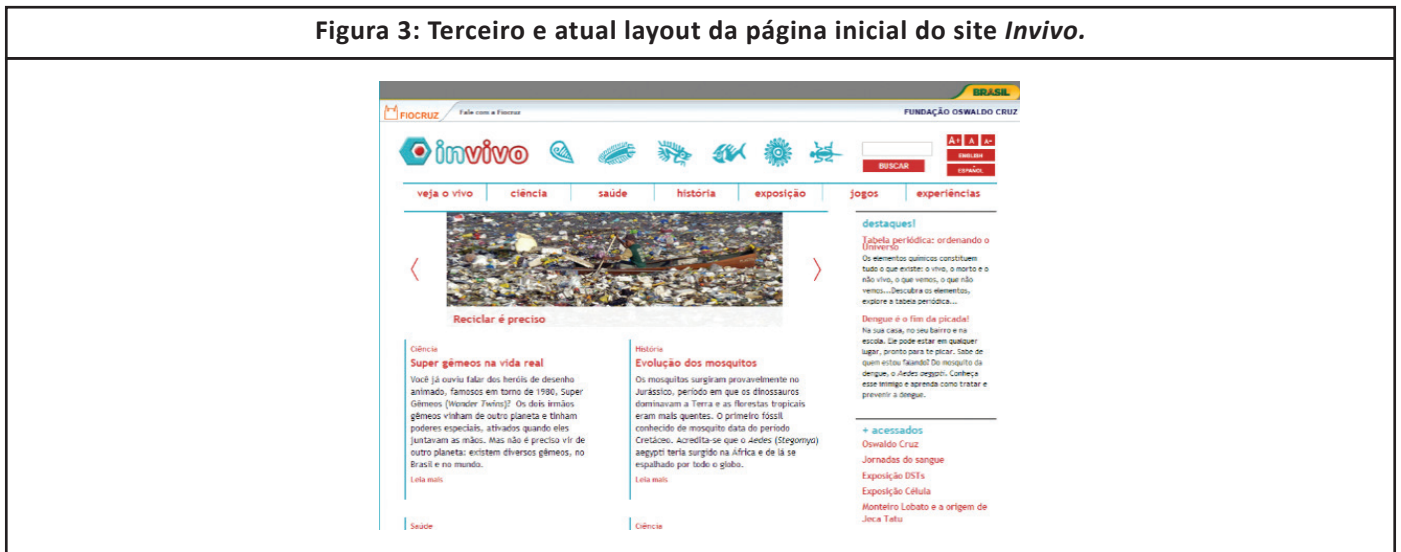 Figura 3: Terceiro e atual layout da página inicial do site Invivo.
BRASIL
FIOCRUZ
Fale com a Fiocruz
FUNDAÇÃO OSWALDO CRUZ
invivo
BUSCAR
A+ A A-
ENGLISH
ESPAÑOL
veja o vivo ciência saúde história exposição jogos experiências
Reciclar é preciso
Ciência
Super gêmeos na vida real
Você já ouviu falar dos heróis de desenho
animado, famosos em torno de 1980, Super
Gêmeos (Wonder Twins)? Os dois irmãos
gêmeos vinham de outro planeta e tinham
poderes especiais, ativados quando eles
juntavam as mãos. Mas não é preciso vir de
outro planeta: existem diversos gêmeos, no
Brasil e no mundo.
Leia mais
História
Evolução dos mosquitos
Os mosquitos surgiram provavelmente no
Jurássico, período em que os dinossauros
dominavam a Terra e as florestas tropicais
eram mais quentes. O primeiro fóssil
conhecido de mosquito data do período
Cretáceo. Acredita-se que o Aedes (Stegomya)
aegypti teria surgido na África e de lá se
espalhado por todo o globo.
Leia mais
Saúde
Ciência
destaques!
Tabela periódica: ordenando o
Universo
Os elementos químicos constituem
tudo o que existe: o vivo, o morto e o
não vivo, o que vemos, o que não
vemos...Descubra os elementos,
explore a tabela periódica...
Dengue é o fim da picada!
Na sua casa, no seu bairro e na
escola. Ele pode estar em qualquer
lugar, pronto para te picar. Sabe de
quem estou falando? Do mosquito da
dengue, o Aedes aegypti. Conheça
esse inimigo e aprenda como tratar e
prevenir a dengue.
+ acessados
Oswaldo Cruz
Jornadas do sangue
Exposição DSTs
Exposição Célula
Monteiro Lobato e a origem de
Jeca Tatu